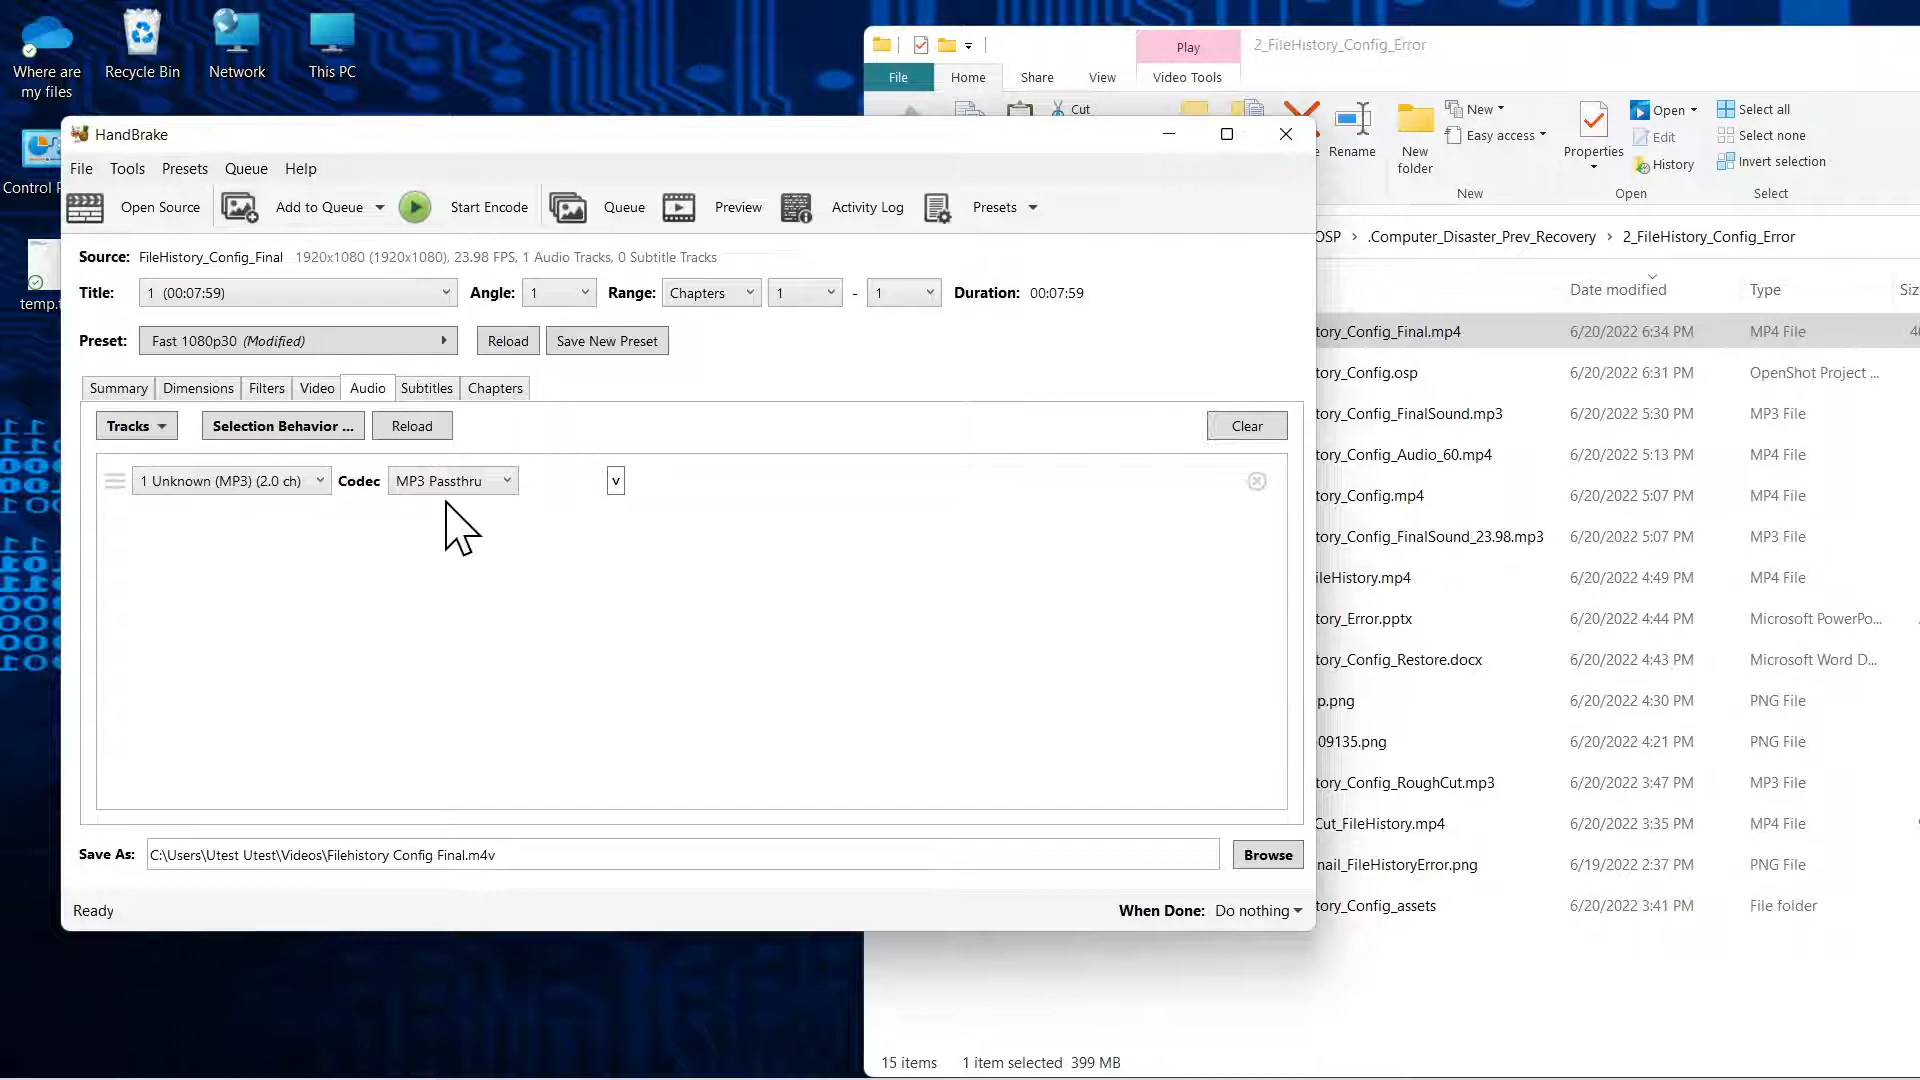 Where are
my files
Recycle Bin
Network
This PC
Control
temp.
HandBrake
File Tools Presets Queue Help
Open Source Add to Queue Start Encode Queue Preview Activity Log Presets
Source: FileHistory_Config_Final 1920x1080 (1920x1080), 23.98 FPS, 1 Audio Tracks, 0 Subtitle Tracks
Title: 1 (00:07:59) Angle: 1 Range: Chapters 1 - 1 Duration: 00:07:59
Preset: Fast 1080p30 (Modified) Reload Save New Preset
Summary Dimensions Filters Video Audio Subtitles Chapters
Tracks Selection Behavior ... Reload Clear
1 Unknown (MP3) (2.0 ch) Codec MP3 Passthru v
Save As: C:\Users\Utest Utest\Videos\Filehistory Config Final.m4v Browse
Ready When Done: Do nothing
Play 2_FileHistory_Config_Error
File Home Share View Video Tools
Cut
Rename
New
folder
New
Easy access
New
Properties
Open
Edit
History
Open
Select all
Select none
Invert selection
Select
OSP › .Computer_Disaster_Prev_Recovery › 2_FileHistory_Config_Error
Date modified Type Siz
tory_Config_Final.mp4 6/20/2022 6:34 PM MP4 File 40
tory_Config.osp 6/20/2022 6:31 PM OpenShot Project ...
tory_Config_FinalSound.mp3 6/20/2022 5:30 PM MP3 File
tory_Config_Audio_60.mp4 6/20/2022 5:13 PM MP4 File
tory_Config.mp4 6/20/2022 5:07 PM MP4 File
tory_Config_FinalSound_23.98.mp3 6/20/2022 5:07 PM MP3 File
ileHistory.mp4 6/20/2022 4:49 PM MP4 File
tory_Error.pptx 6/20/2022 4:44 PM Microsoft PowerPo...
tory_Config_Restore.docx 6/20/2022 4:43 PM Microsoft Word D...
p.png 6/20/2022 4:30 PM PNG File
-09135.png 6/20/2022 4:21 PM PNG File
tory_Config_RoughCut.mp3 6/20/2022 3:47 PM MP3 File
Cut_FileHistory.mp4 6/20/2022 3:35 PM MP4 File
nail_FileHistoryError.png 6/19/2022 2:37 PM PNG File
tory_Config_assets 6/20/2022 3:41 PM File folder
15 items 1 item selected 399 MB